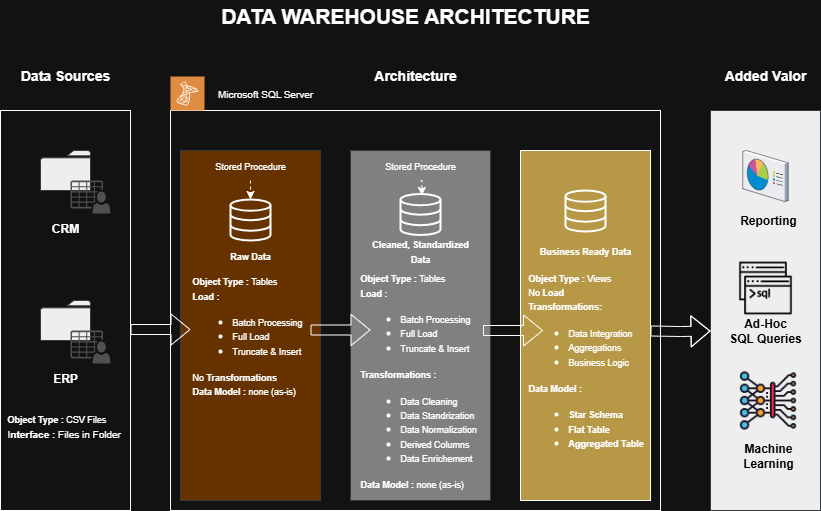 DATA WAREHOUSE ARCHITECTURE
Data Sources
Architecture
Added Valor
Microsoft SQL Server
CRM
ERP
Object Type : CSV Files
Interface : Files in Folder
Stored Procedure
Raw Data
Object Type : Tables
Load :
• Batch Processing
• Full Load
• Truncate & Insert
No Transformations
Data Model : none (as-is)
Stored Procedure
Cleaned, Standardized
Data
Object Type : Tables
Load :
• Batch Processing
• Full Load
• Truncate & Insert
Transformations :
• Data Cleaning
• Data Standrization
• Data Normalization
• Derived Columns
• Data Enrichement
Data Model : none (as-is)
Business Ready Data
Object Type : Views
No Load
Transformations:
• Data Integration
• Aggregations
• Business Logic
Data Model :
• Star Schema
• Flat Table
• Aggregated Table
Reporting
>sql
Ad-Hoc
SQL Queries
Machine
Learning